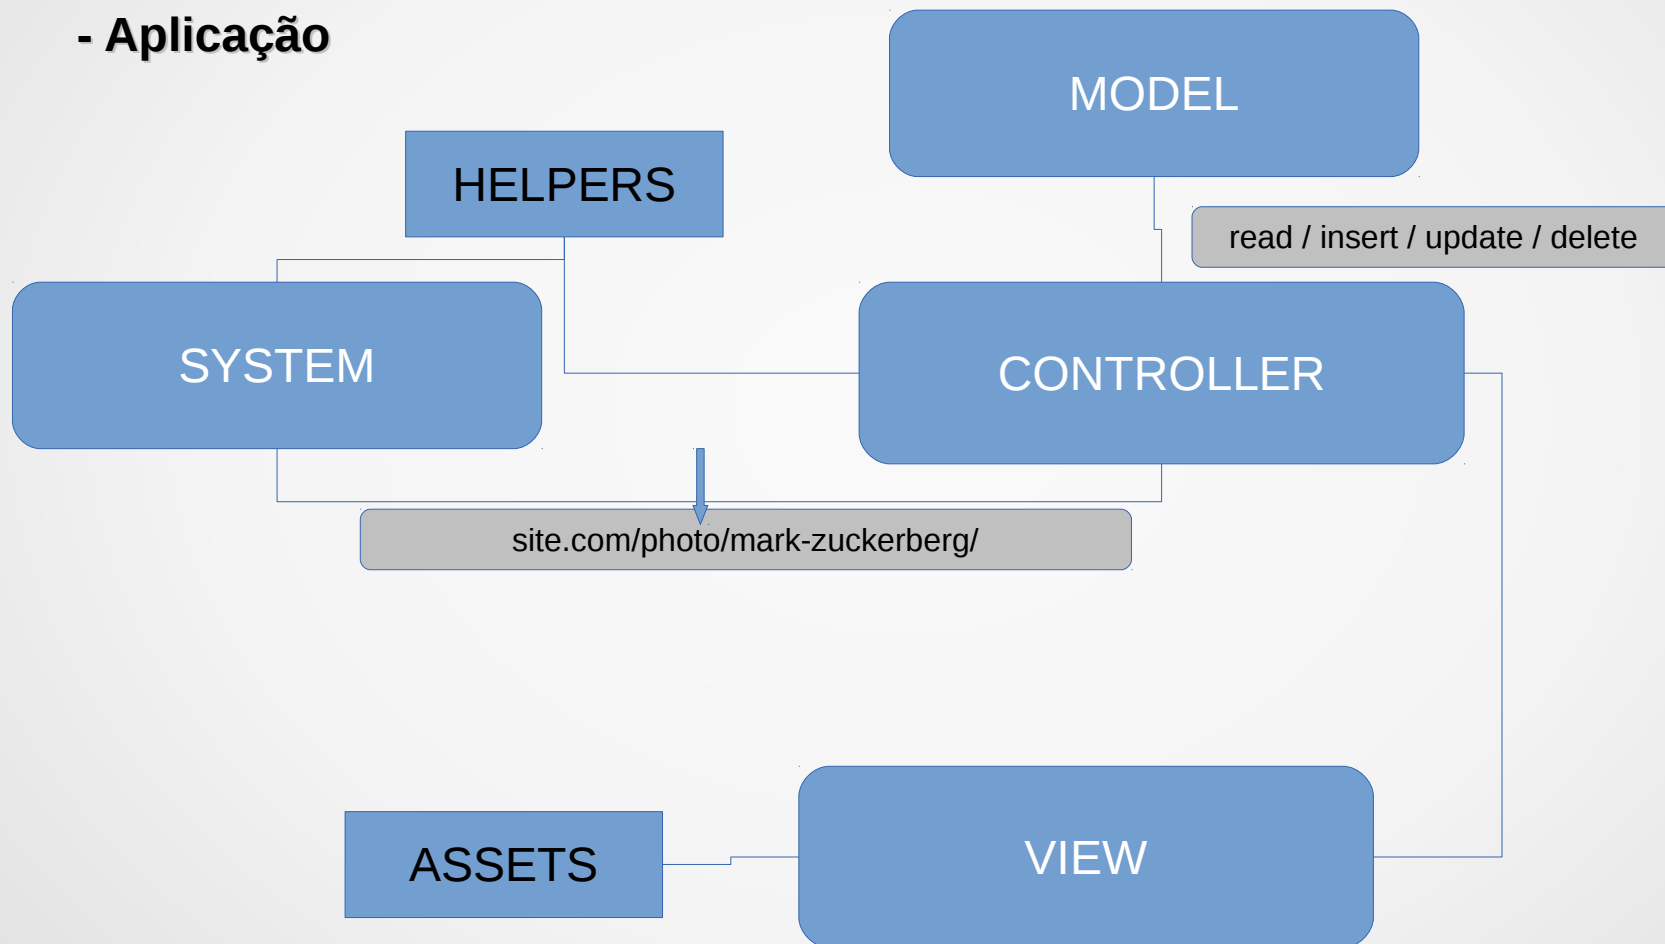 - Aplicação
MODEL
HELPERS
read / insert / update / delete
SYSTEM
CONTROLLER
site.com/photo/mark-zuckerberg/
ASSETS
VIEW